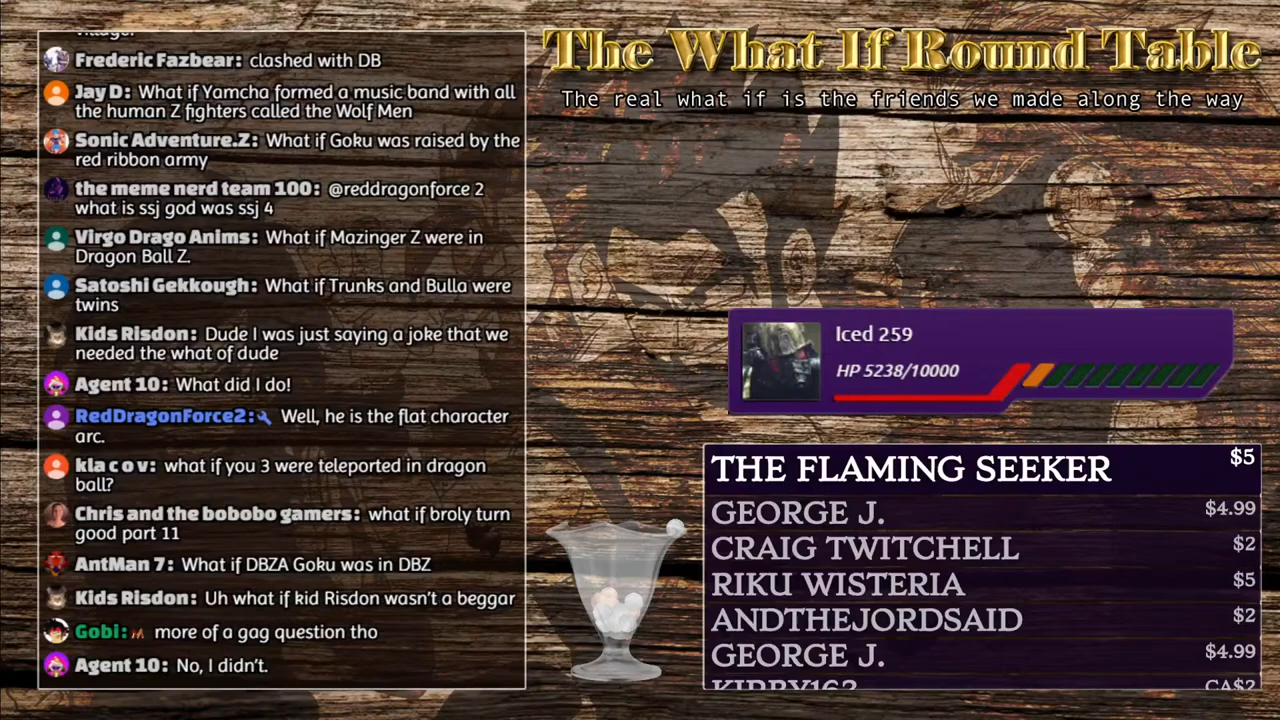 Frederic Fazbear: clashed with DB
Jay D: What if Yamcha formed a music band with all
the human Z fighters called the Wolf Men
Sonic Adventure.Z: What if Goku was raised by the
red ribbon army
the meme nerd team 100: @reddragonforce 2
what is ssj god was ssj 4
Virgo Drago Anims: What if Mazinger Z were in
Dragon Ball Z.
Satoshi Gekkough: What if Trunks and Bulla were
twins
Kids Risdon: Dude I was just saying a joke that we
needed the what of dude
Agent 10: What did I do!
RedDragonForce2: Well, he is the flat character
arc.
kla c o v: what if you 3 were teleported in dragon
ball?
Chris and the bobobo gamers: what if broly turn
good part 11
AntMan 7: What if DBZA Goku was in DBZ
Kids Risdon: Uh what if kid Risdon wasn't a beggar
Gobi: more of a gag question tho
Agent 10: No, I didn't.
The What If Round Table
The real what if is the friends we made along the way
Iced 259
HP 5238/10000
THE FLAMING SEEKER $5
GEORGE J. $4.99
CRAIG TWITCHELL $2
RIKU WISTERIA $5
ANDTHEJORDSAID $2
GEORGE J. $4.99
KIRBY163 CA$2